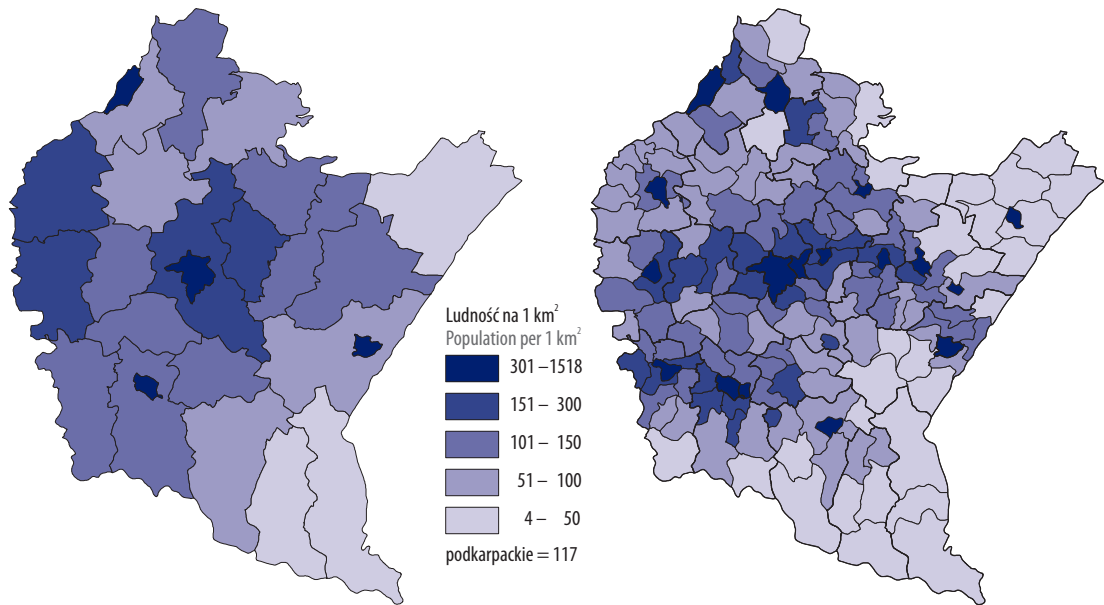 Ludność na 1 km²
Population per 1 km²
301 – 1518
151 – 300
101 – 150
51 – 100
4 – 50
podkarpackie = 117